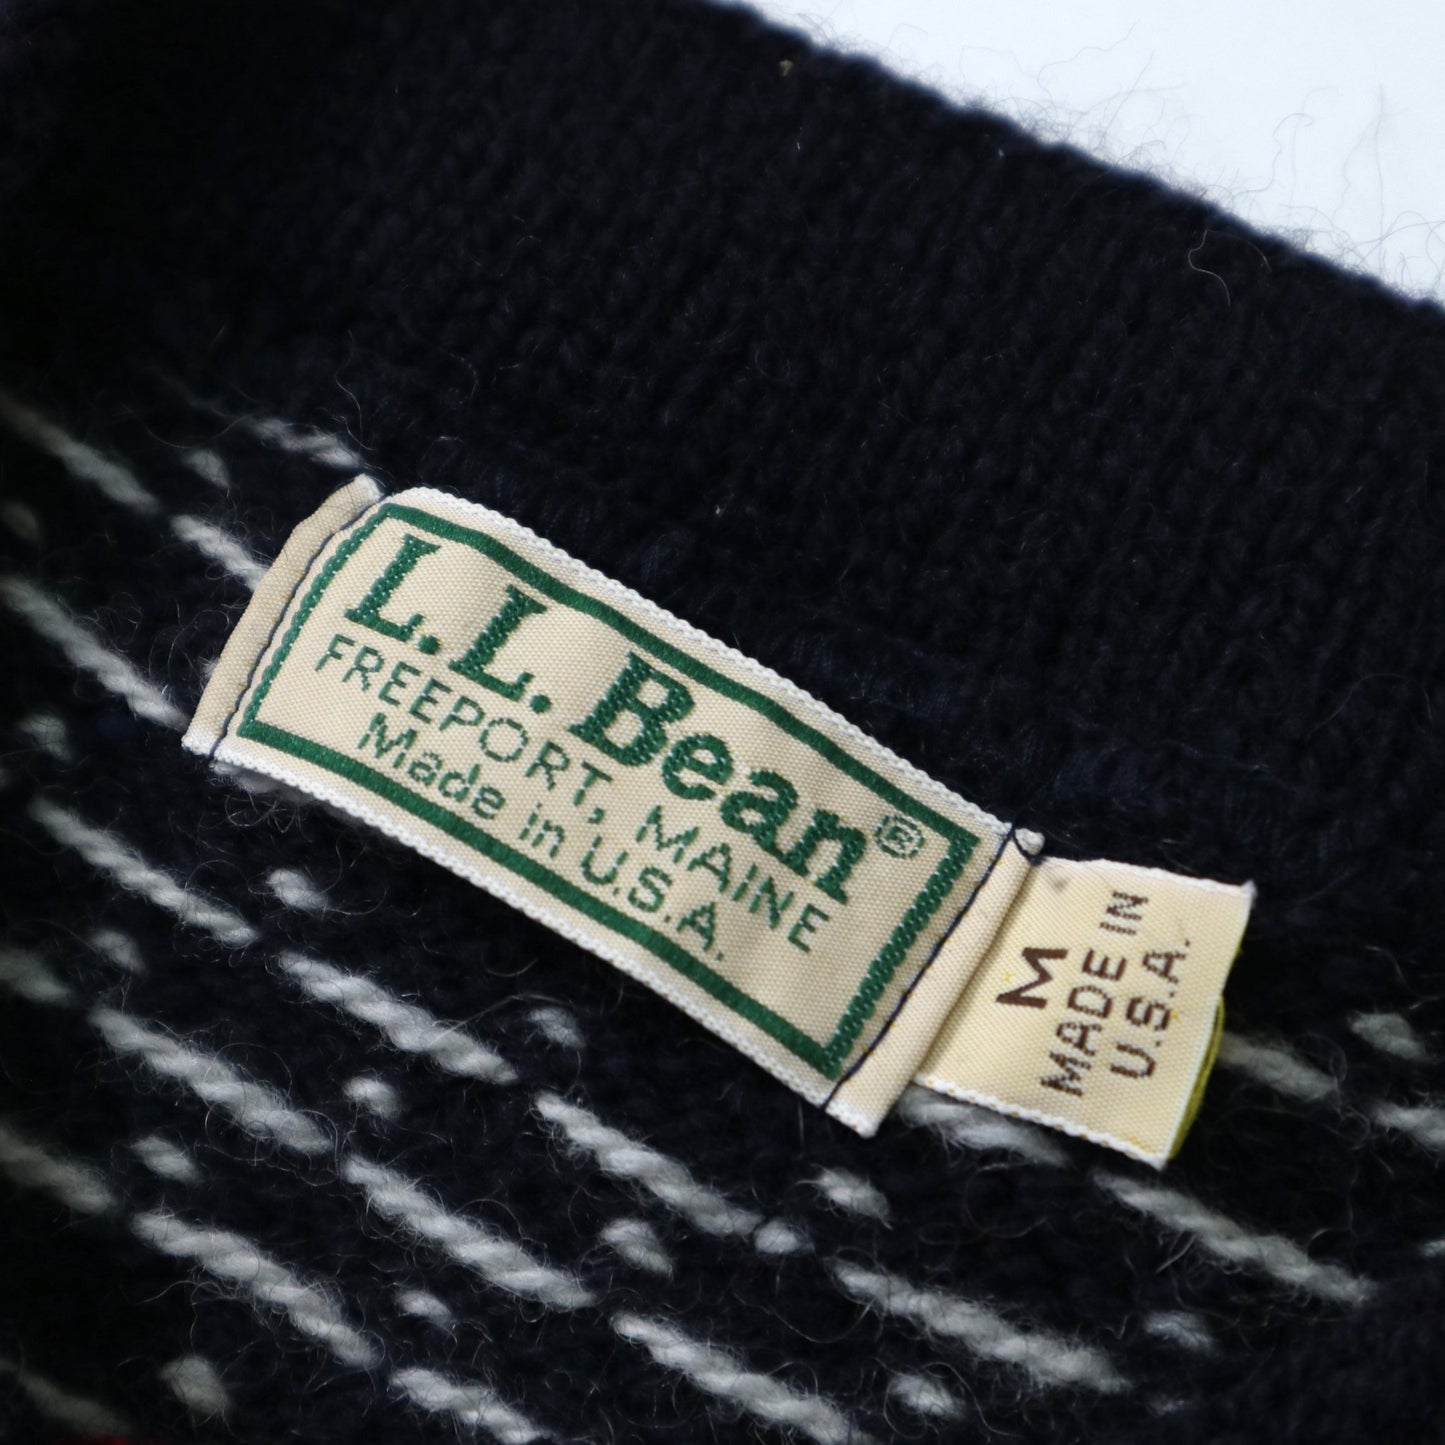 L.L.Bean®
FREEPORT, MAINE
Made in U.S.A.
M
MADE IN
U.S.A.